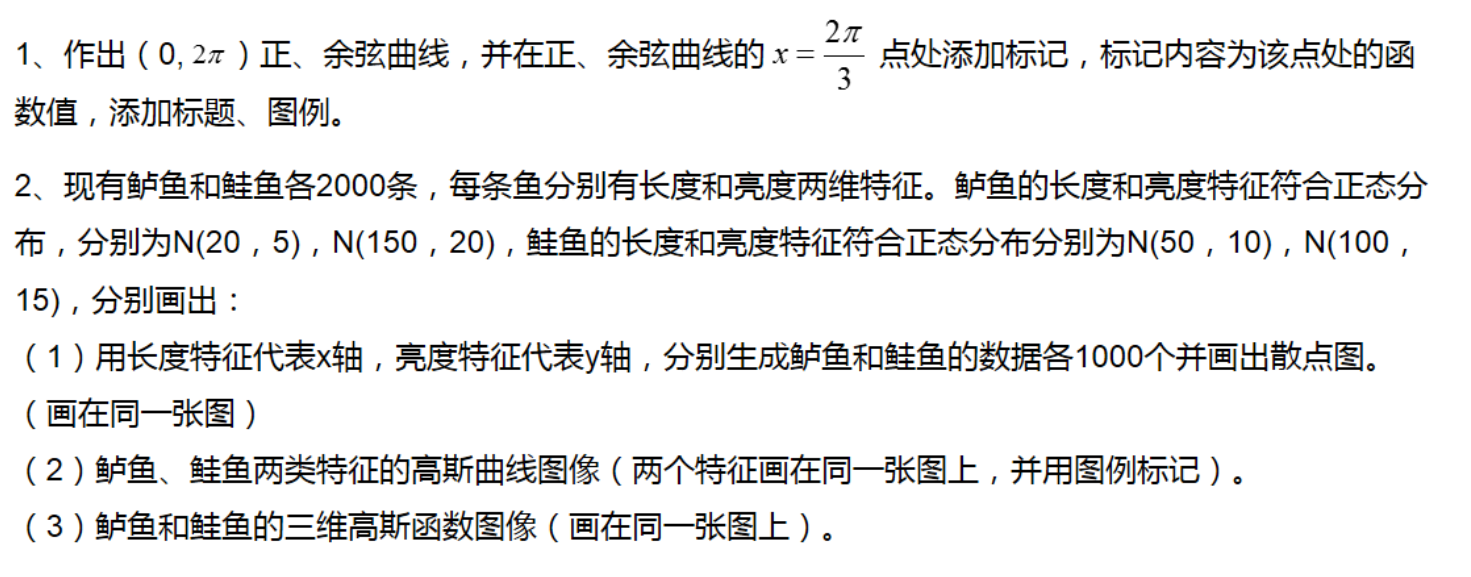 1、作出（0, 2π ）正、余弦曲线，并在正、余弦曲线的 x = 2π/3 点处添加标记，标记内容为该点处的函
数值，添加标题、图例。
2、现有鲈鱼和鲑鱼各2000条，每条鱼分别有长度和亮度两维特征。鲈鱼的长度和亮度特征符合正态分
布，分别为N(20，5)，N(150，20)，鲑鱼的长度和亮度特征符合正态分布分别为N(50，10)，N(100，
15)，分别画出：
（1）用长度特征代表x轴，亮度特征代表y轴，分别生成鲈鱼和鲑鱼的数据各1000个并画出散点图。
（画在同一张图）
（2）鲈鱼、鲑鱼两类特征的高斯曲线图像（两个特征画在同一张图上，并用图例标记）。
（3）鲈鱼和鲑鱼的三维高斯函数图像（画在同一张图上）。